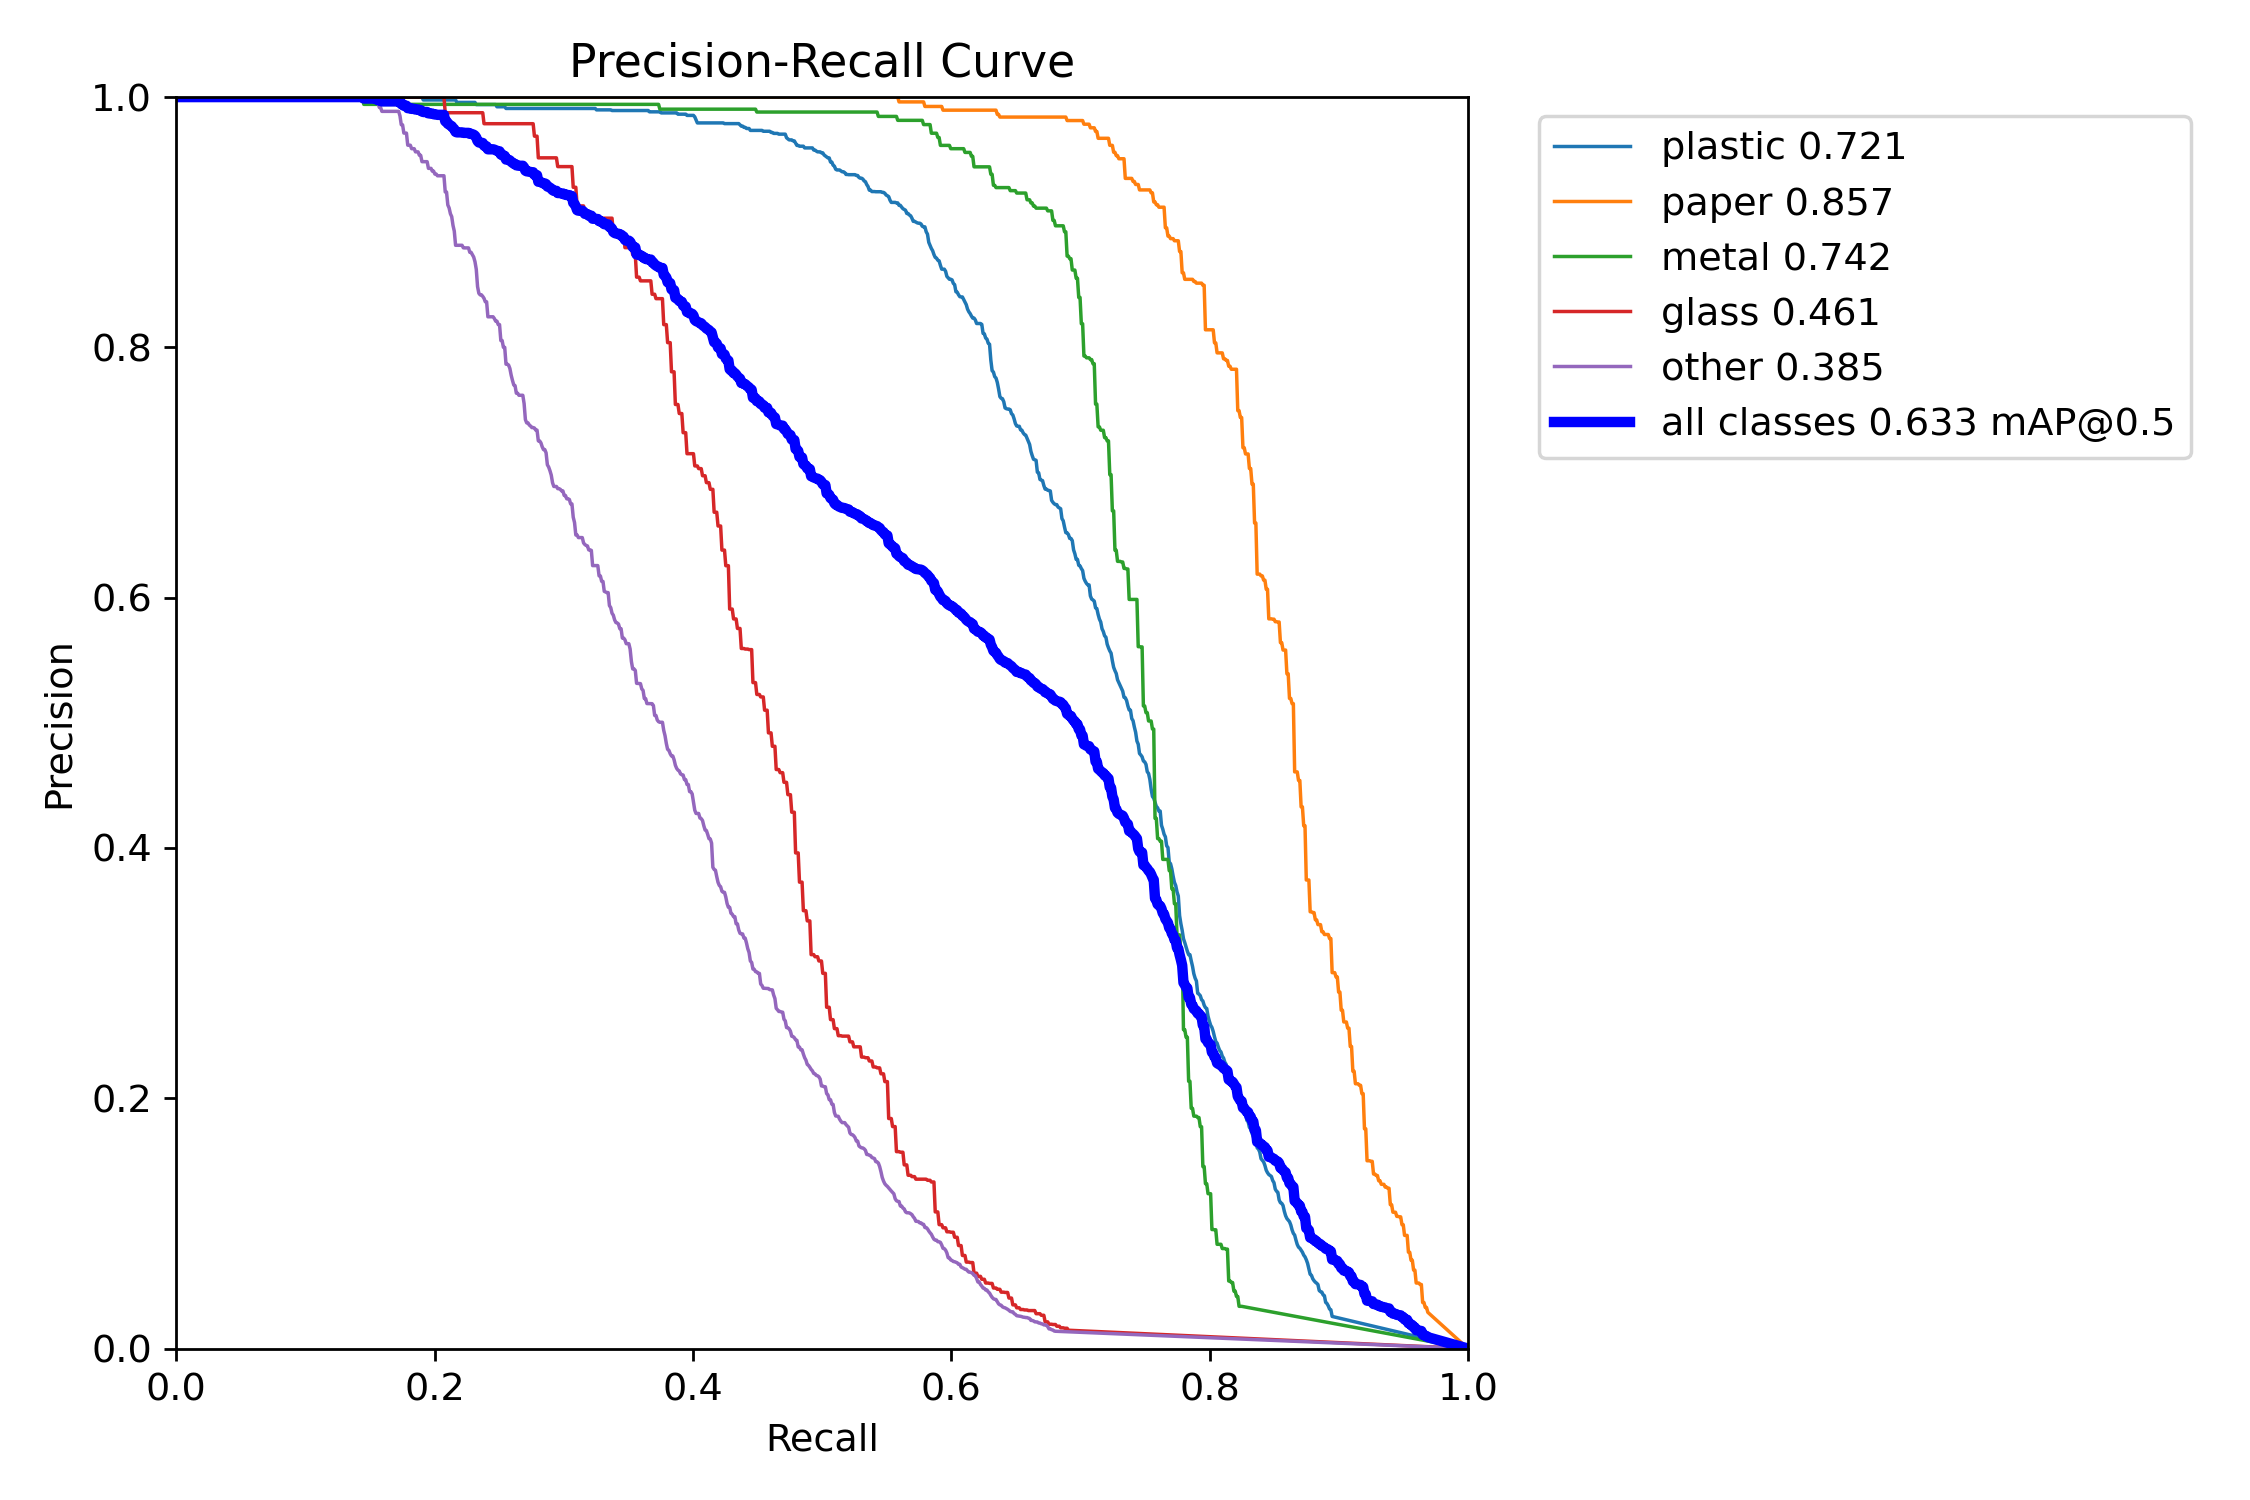 Precision-Recall Curve
1.0
0.8
0.6
0.4
0.2
0.0
Precision
0.0 0.2 0.4 0.6 0.8 1.0
Recall
plastic 0.721
paper 0.857
metal 0.742
glass 0.461
other 0.385
all classes 0.633 mAP@0.5